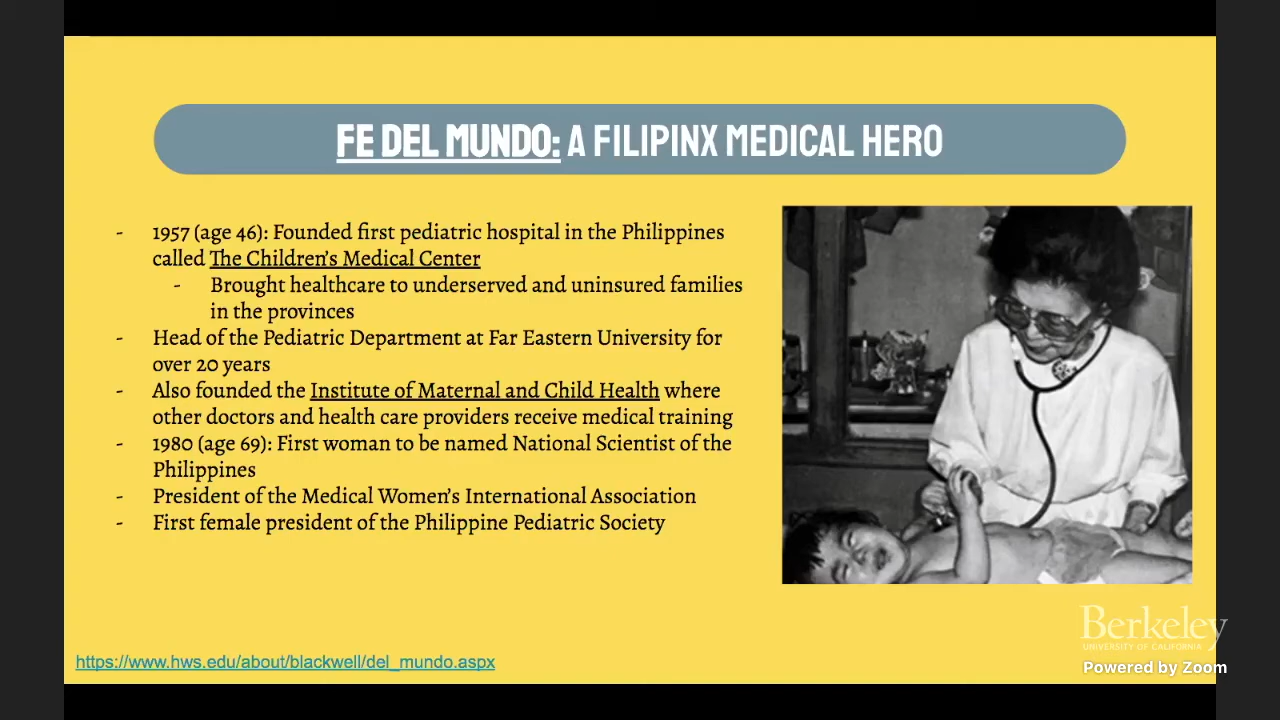 FE DEL MUNDO: A FILIPINX MEDICAL HERO
- 1957 (age 46): Founded first pediatric hospital in the Philippines
called The Children's Medical Center
- Brought healthcare to underserved and uninsured families
in the provinces
- Head of the Pediatric Department at Far Eastern University for
over 20 years
- Also founded the Institute of Maternal and Child Health where
other doctors and health care providers receive medical training
- 1980 (age 69): First woman to be named National Scientist of the
Philippines
- President of the Medical Women's International Association
- First female president of the Philippine Pediatric Society
https://www.hws.edu/about/blackwell/del_mundo.aspx
Berkeley
UNIVERSITY OF CALIFORNIA
Powered by Zoom